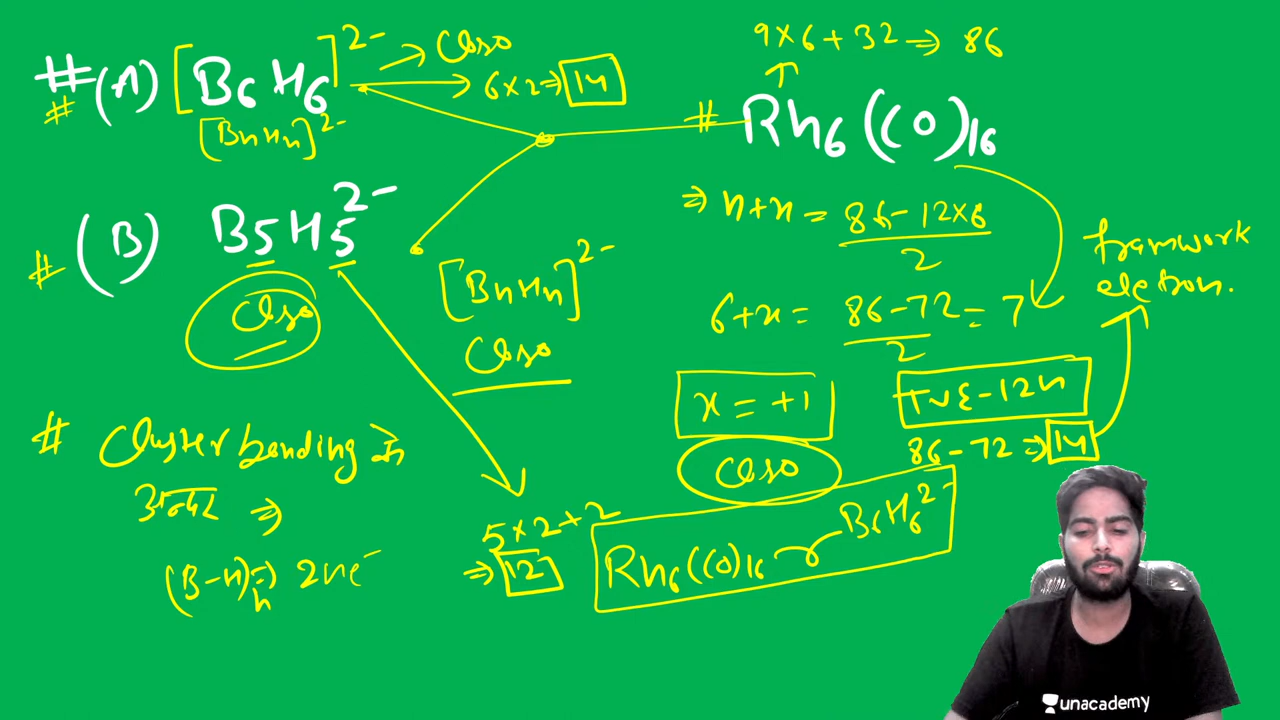 # (A) [B6H6]2- → Closo
# → 6×2 ⇒ 14
[BnHn]2-
# (B) B5H5 2-
Closo
[BnHn]2-
Closo
# Cluster bonding in
अन्दर ⇒
(B-H)n ⇒ 2ne-
5×2+2
⇒ 12
9×6+32 ⇒ 86
# Rh6(CO)16
⇒ n+x = 86-12×6 / 2
6+x = 86-72 / 2 = 7
x = +1
Closo
framwork
electron.
TVE-12n
86-72 ⇒ 14
Rh6(CO)16 B6H6 2-
unacademy